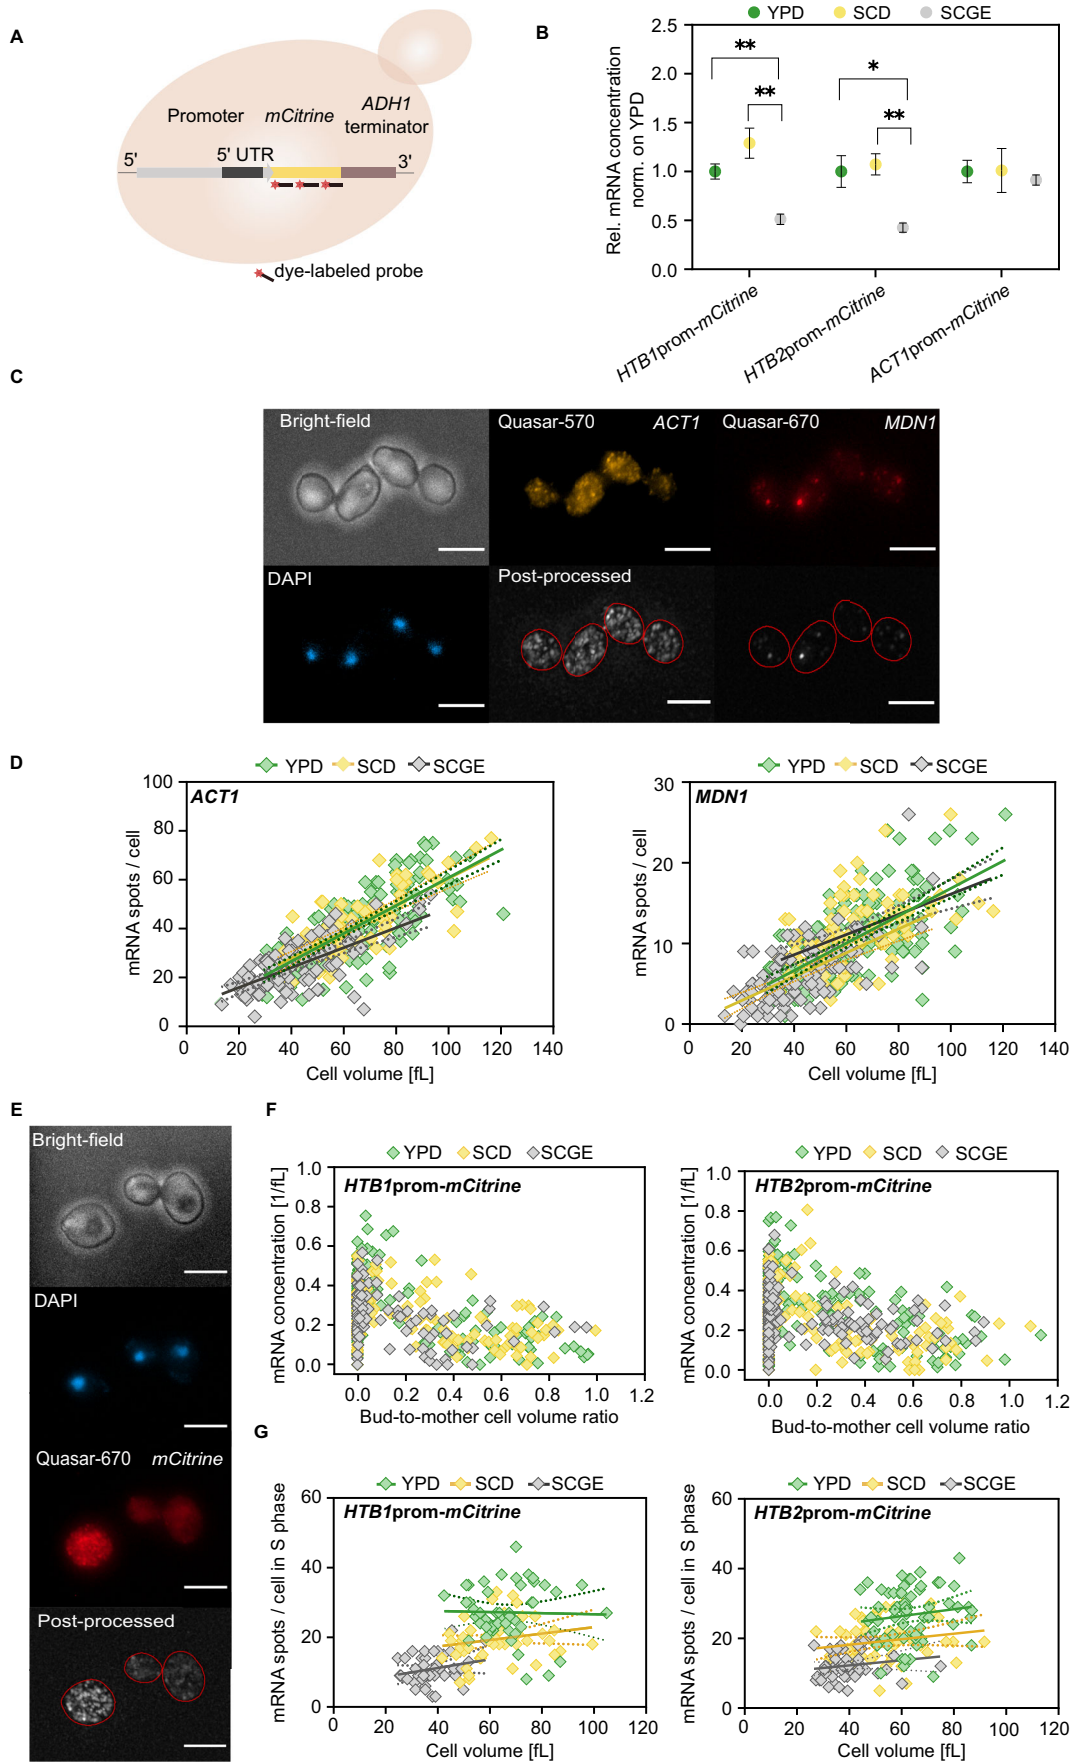 A
Promoter mCitrine ADH1 terminator
5' 5' UTR 3'
dye-labeled probe
B
YPD SCD SCGE
Rel. mRNA concentration
norm. on YPD
2.5
2.0
1.5
1.0
0.5
0.0
** ** * **
HTB1prom-mCitrine
HTB2prom-mCitrine
ACT1prom-mCitrine
C
Bright-field
Quasar-570 ACT1
Quasar-670 MDN1
DAPI
Post-processed
D
YPD SCD SCGE
ACT1
mRNA spots / cell
100
80
60
40
20
0
0 20 40 60 80 100 120 140
Cell volume [fL]
YPD SCD SCGE
MDN1
mRNA spots / cell
30
20
10
0
0 20 40 60 80 100 120 140
Cell volume [fL]
E
Bright-field
DAPI
Quasar-670 mCitrine
Post-processed
F
YPD SCD SCGE
HTB1prom-mCitrine
mRNA concentration [1/fL]
1.0
0.8
0.6
0.4
0.2
0.0
0.0 0.2 0.4 0.6 0.8 1.0 1.2
Bud-to-mother cell volume ratio
YPD SCD SCGE
HTB2prom-mCitrine
mRNA concentration [1/fL]
1.0
0.8
0.6
0.4
0.2
0.0
0.0 0.2 0.4 0.6 0.8 1.0 1.2
Bud-to-mother cell volume ratio
G
YPD SCD SCGE
HTB1prom-mCitrine
mRNA spots / cell in S phase
60
40
20
0
0 20 40 60 80 100 120
Cell volume [fL]
YPD SCD SCGE
HTB2prom-mCitrine
mRNA spots / cell in S phase
60
40
20
0
0 20 40 60 80 100
Cell volume [fL]